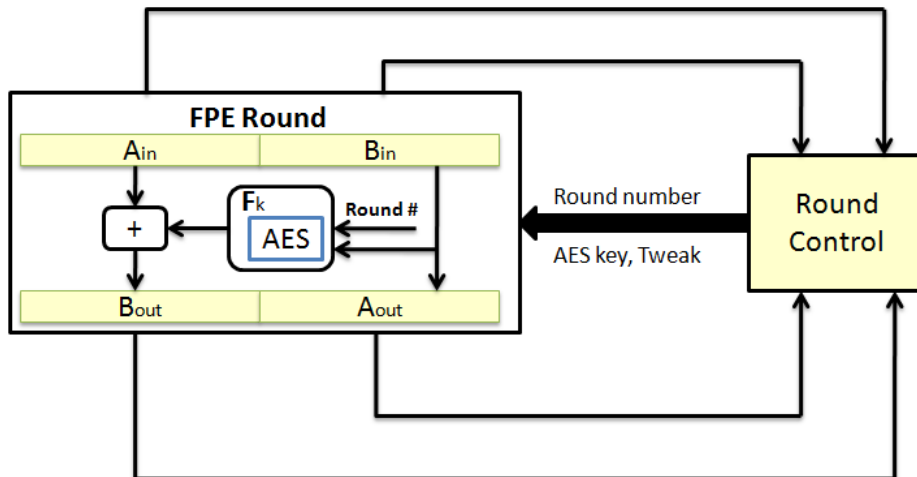 FPE Round
Ain
Bin
Fk
Round #
AES
+
Bout
Aout
Round number
AES key, Tweak
Round
Control